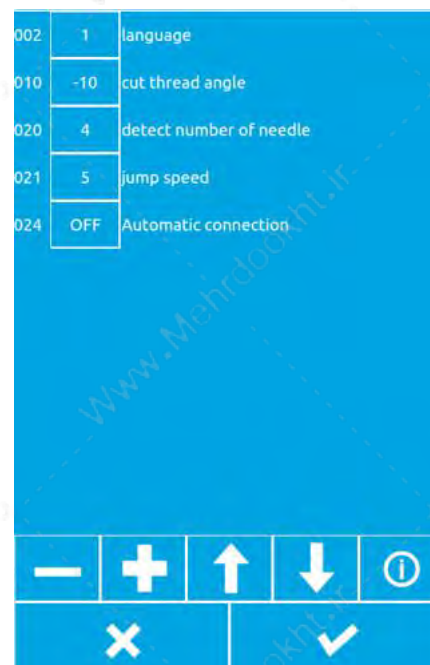 002 1 language
010 -10 cut thread angle
020 4 detect number of needle
021 5 jump speed
024 OFF Automatic connection
www.Mehrdookht.ir